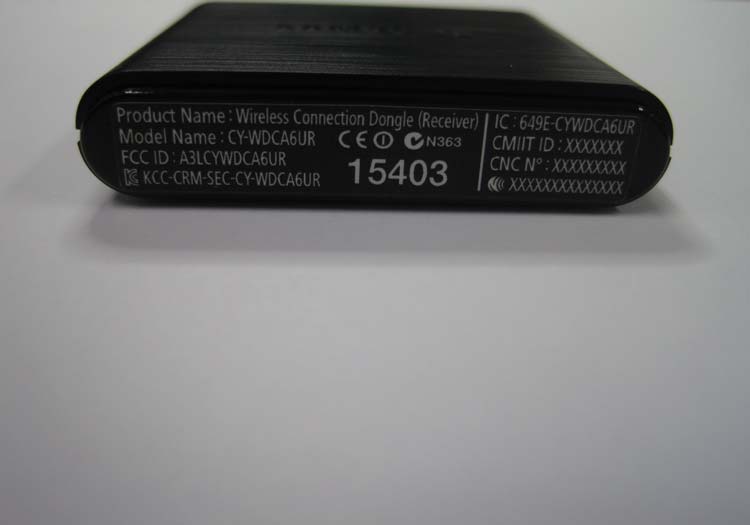 Product Name : Wireless Connection Dongle (Receiver)
Model Name : CY-WDCA6UR
FCC ID : A3LCYWDCA6UR
KCC-CRM-SEC-CY-WDCA6UR
CE
N363
15403
IC : 649E-CYWDCA6UR
CMIIT ID : XXXXXXX
CNC N° : XXXXXXXXX
XXXXXXXXXXXXXX